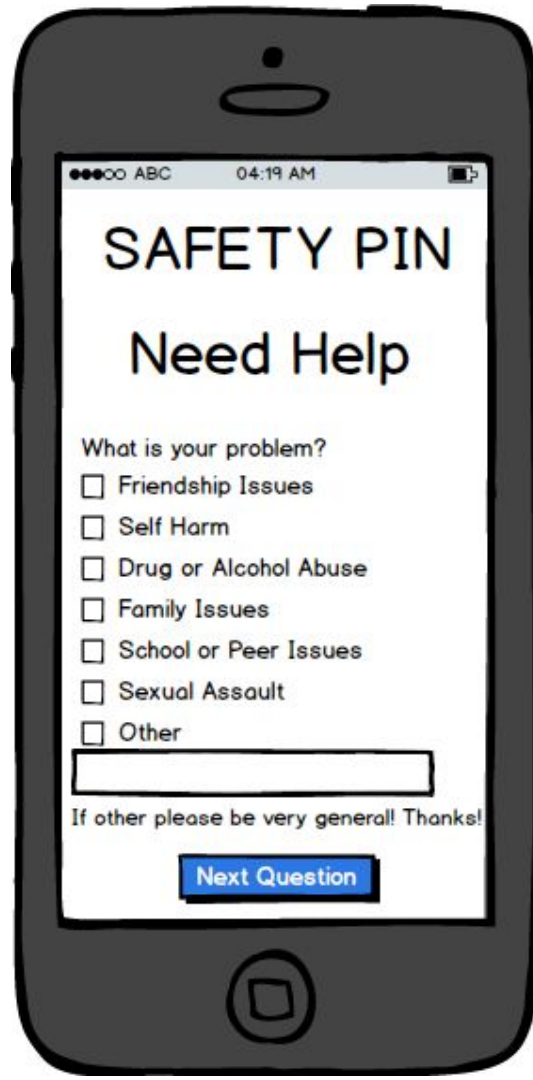 ABC 04:19 AM
SAFETY PIN
Need Help
What is your problem?
Friendship Issues
Self Harm
Drug or Alcohol Abuse
Family Issues
School or Peer Issues
Sexual Assault
Other
If other please be very general! Thanks!
Next Question